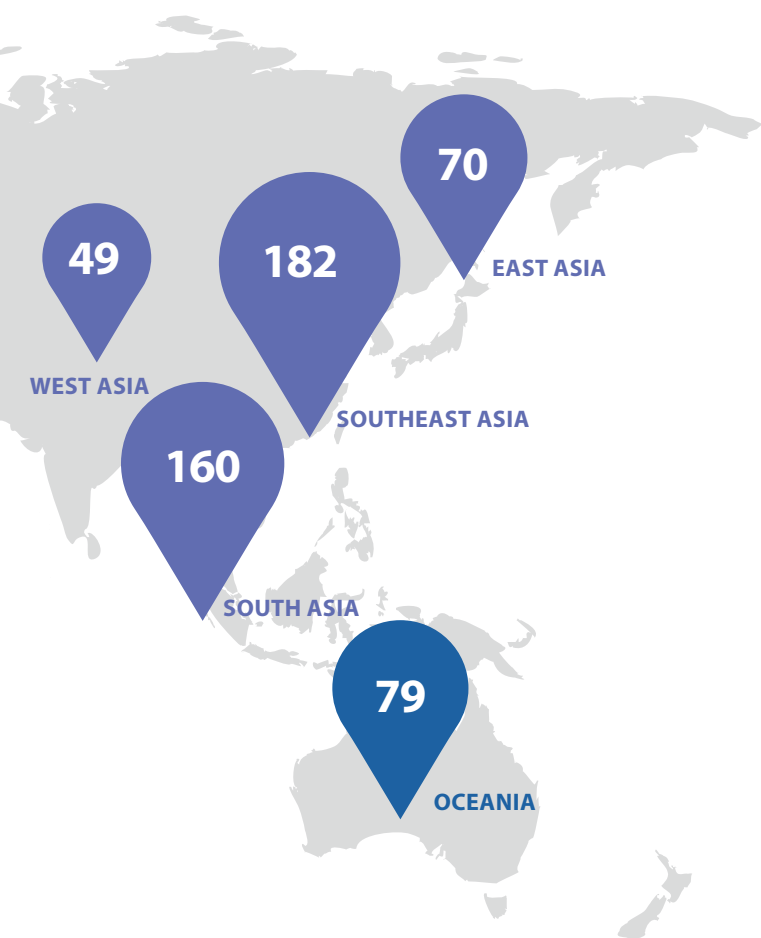 70
EAST ASIA
49
WEST ASIA
182
SOUTHEAST ASIA
160
SOUTH ASIA
79
OCEANIA